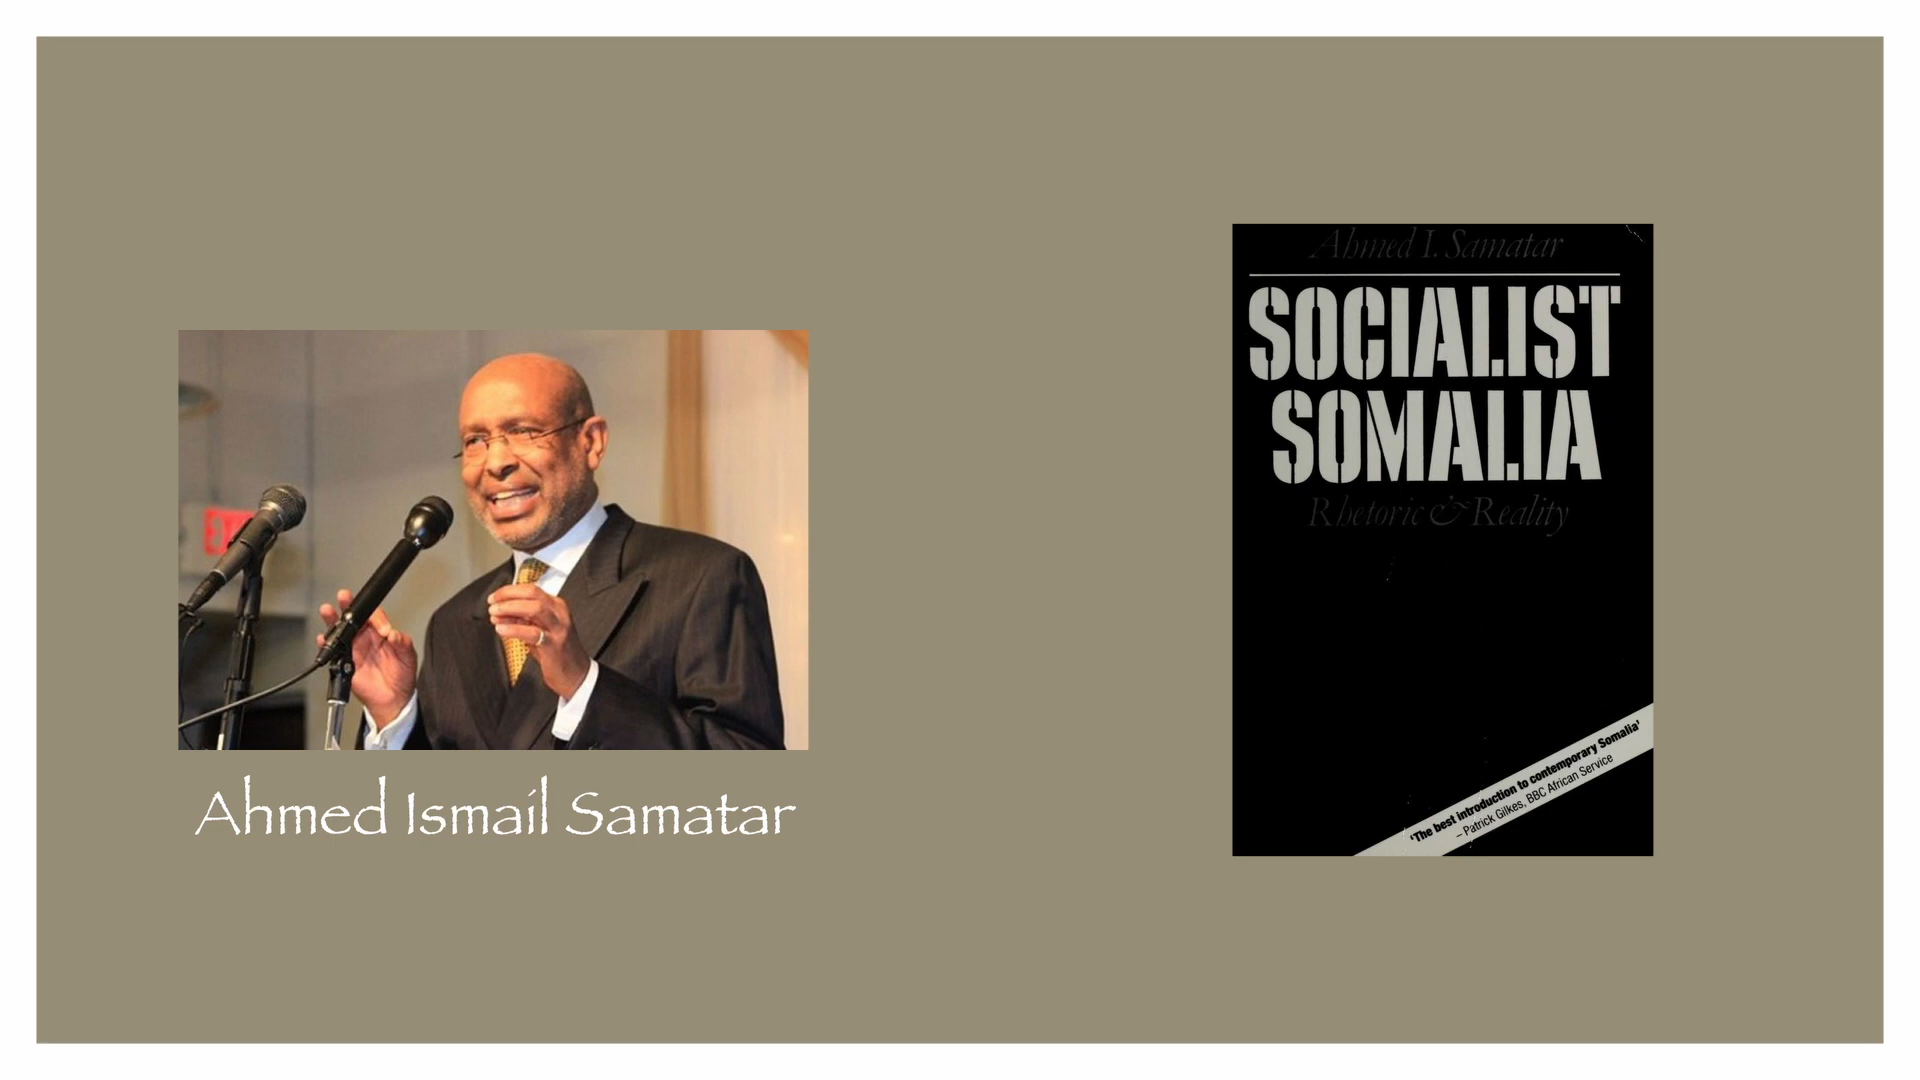 Ahmed Ismail Samatar
Ahmed I. Samatar
SOCIALIST
SOMALIA
Rhetoric & Reality
'The best introduction to contemporary Somalia'
– Patrick Gilkes, BBC African Service